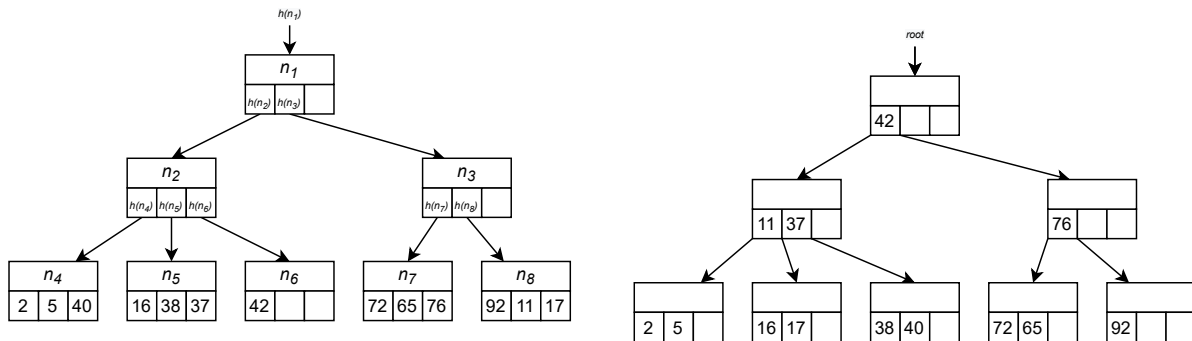 h(n1)
n1
h(n2) h(n3)
n2 n3
h(n4) h(n5) h(n6) h(n7) h(n8)
n4 n5 n6 n7 n8
2 5 40 16 38 37 42 72 65 76 92 11 17
root
42
11 37 76
2 5 16 17 38 40 72 65 92